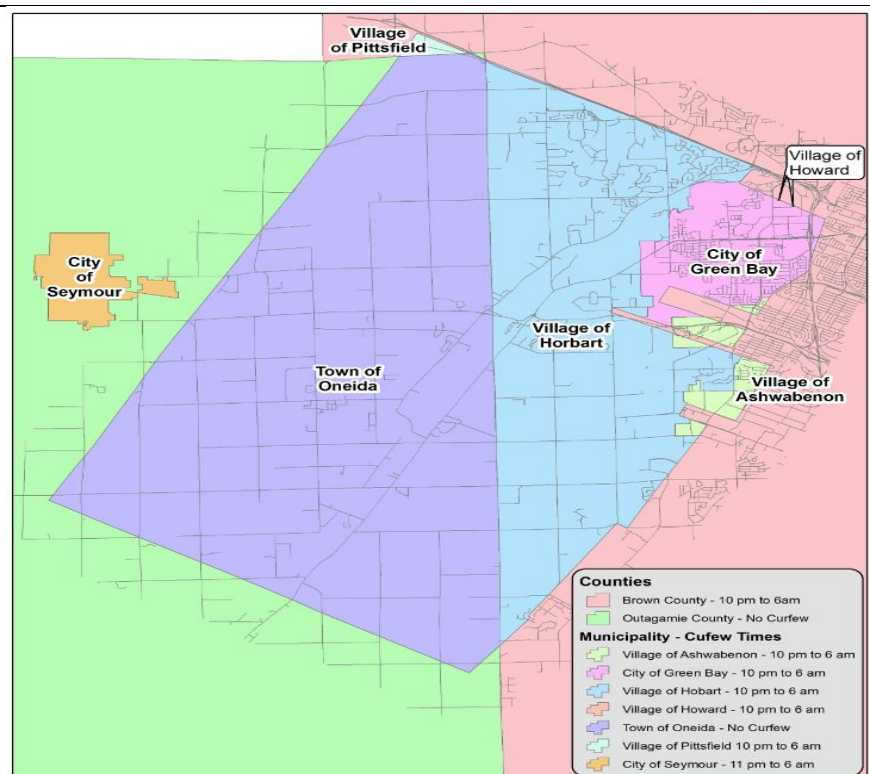 Village
of Pittsfield
Village of
Howard
City of
Green Bay
City
of
Seymour
Village of
Horbart
Town of
Oneida
Village of
Ashwabenon
Counties
Brown County - 10 pm to 6am
Outagamie County - No Curfew
Municipality - Cufew Times
Village of Ashwabenon - 10 pm to 6 am
City of Green Bay - 10 pm to 6 am
Village of Hobart - 10 pm to 6 am
Village of Howard - 10 pm to 6 am
Town of Oneida - No Curfew
Village of Pittsfield 10 pm to 6 am
City of Seymour - 11 pm to 6 am